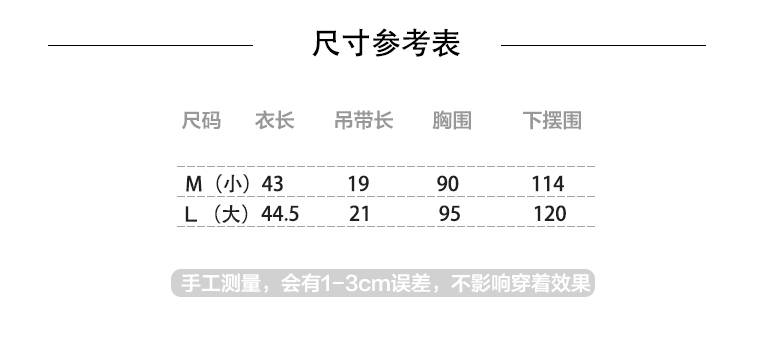 尺寸参考表
尺码 衣长 吊带长 胸围 下摆围
M（小）43 19 90 114
L（大）44.5 21 95 120
手工测量，会有1-3cm误差，不影响穿着效果